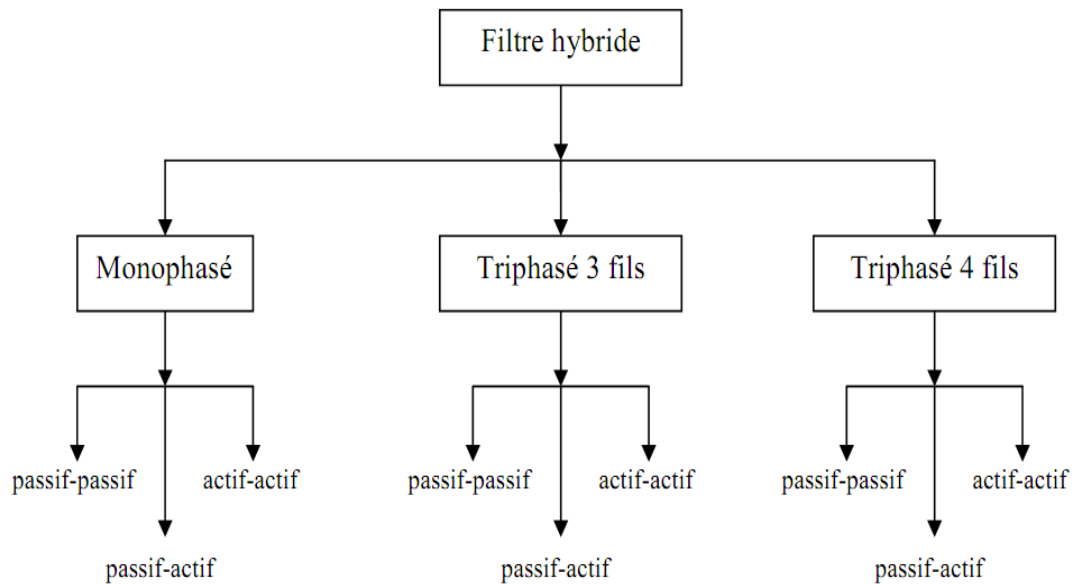 Filtre hybride
Monophasé
Triphasé 3 fils
Triphasé 4 fils
passif-passif
actif-actif
passif-passif
actif-actif
passif-passif
actif-actif
passif-actif
passif-actif
passif-actif